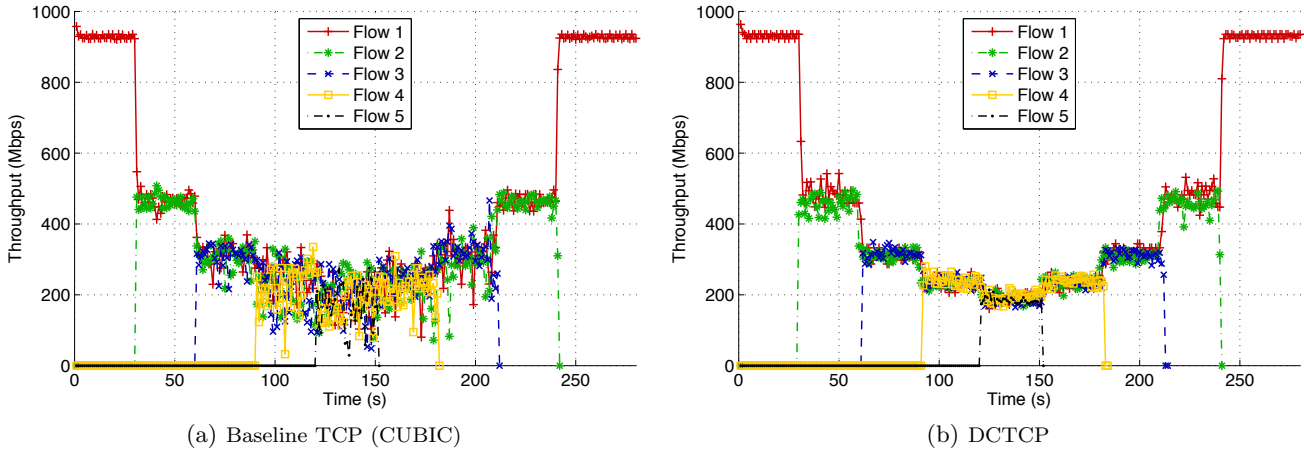 1000
800
600
400
200
0
Throughput (Mbps)
0 50 100 150 200 250
Time (s)
Flow 1
Flow 2
Flow 3
Flow 4
Flow 5
(a) Baseline TCP (CUBIC)
1000
800
600
400
200
0
Throughput (Mbps)
0 50 100 150 200 250
Time (s)
Flow 1
Flow 2
Flow 3
Flow 4
Flow 5
(b) DCTCP